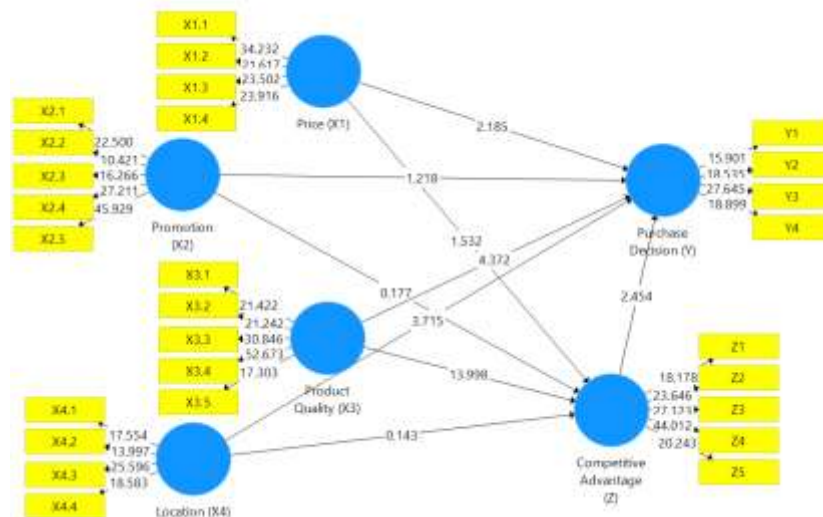 X1.1
X1.2
X1.3
X1.4
34.232
21.617
23.502
23.916
Price (X1)
X2.1
X2.2
X2.3
X2.4
X2.5
22.500
10.421
16.266
27.211
45.929
Promotion
(X2)
X3.1
X3.2
X3.3
X3.4
X3.5
21.422
21.242
30.846
52.673
17.303
Product
Quality (X3)
X4.1
X4.2
X4.3
X4.4
17.554
13.997
25.596
18.583
Location (X4)
2.185
1.218
1.532
4.372
0.177
3.715
13.998
0.143
2.454
Y1
Y2
Y3
Y4
15.901
18.535
27.645
18.899
Purchase
Decision (Y)
Z1
Z2
Z3
Z4
Z5
18.178
23.646
27.123
44.012
20.243
Competitive
Advantage
(Z)